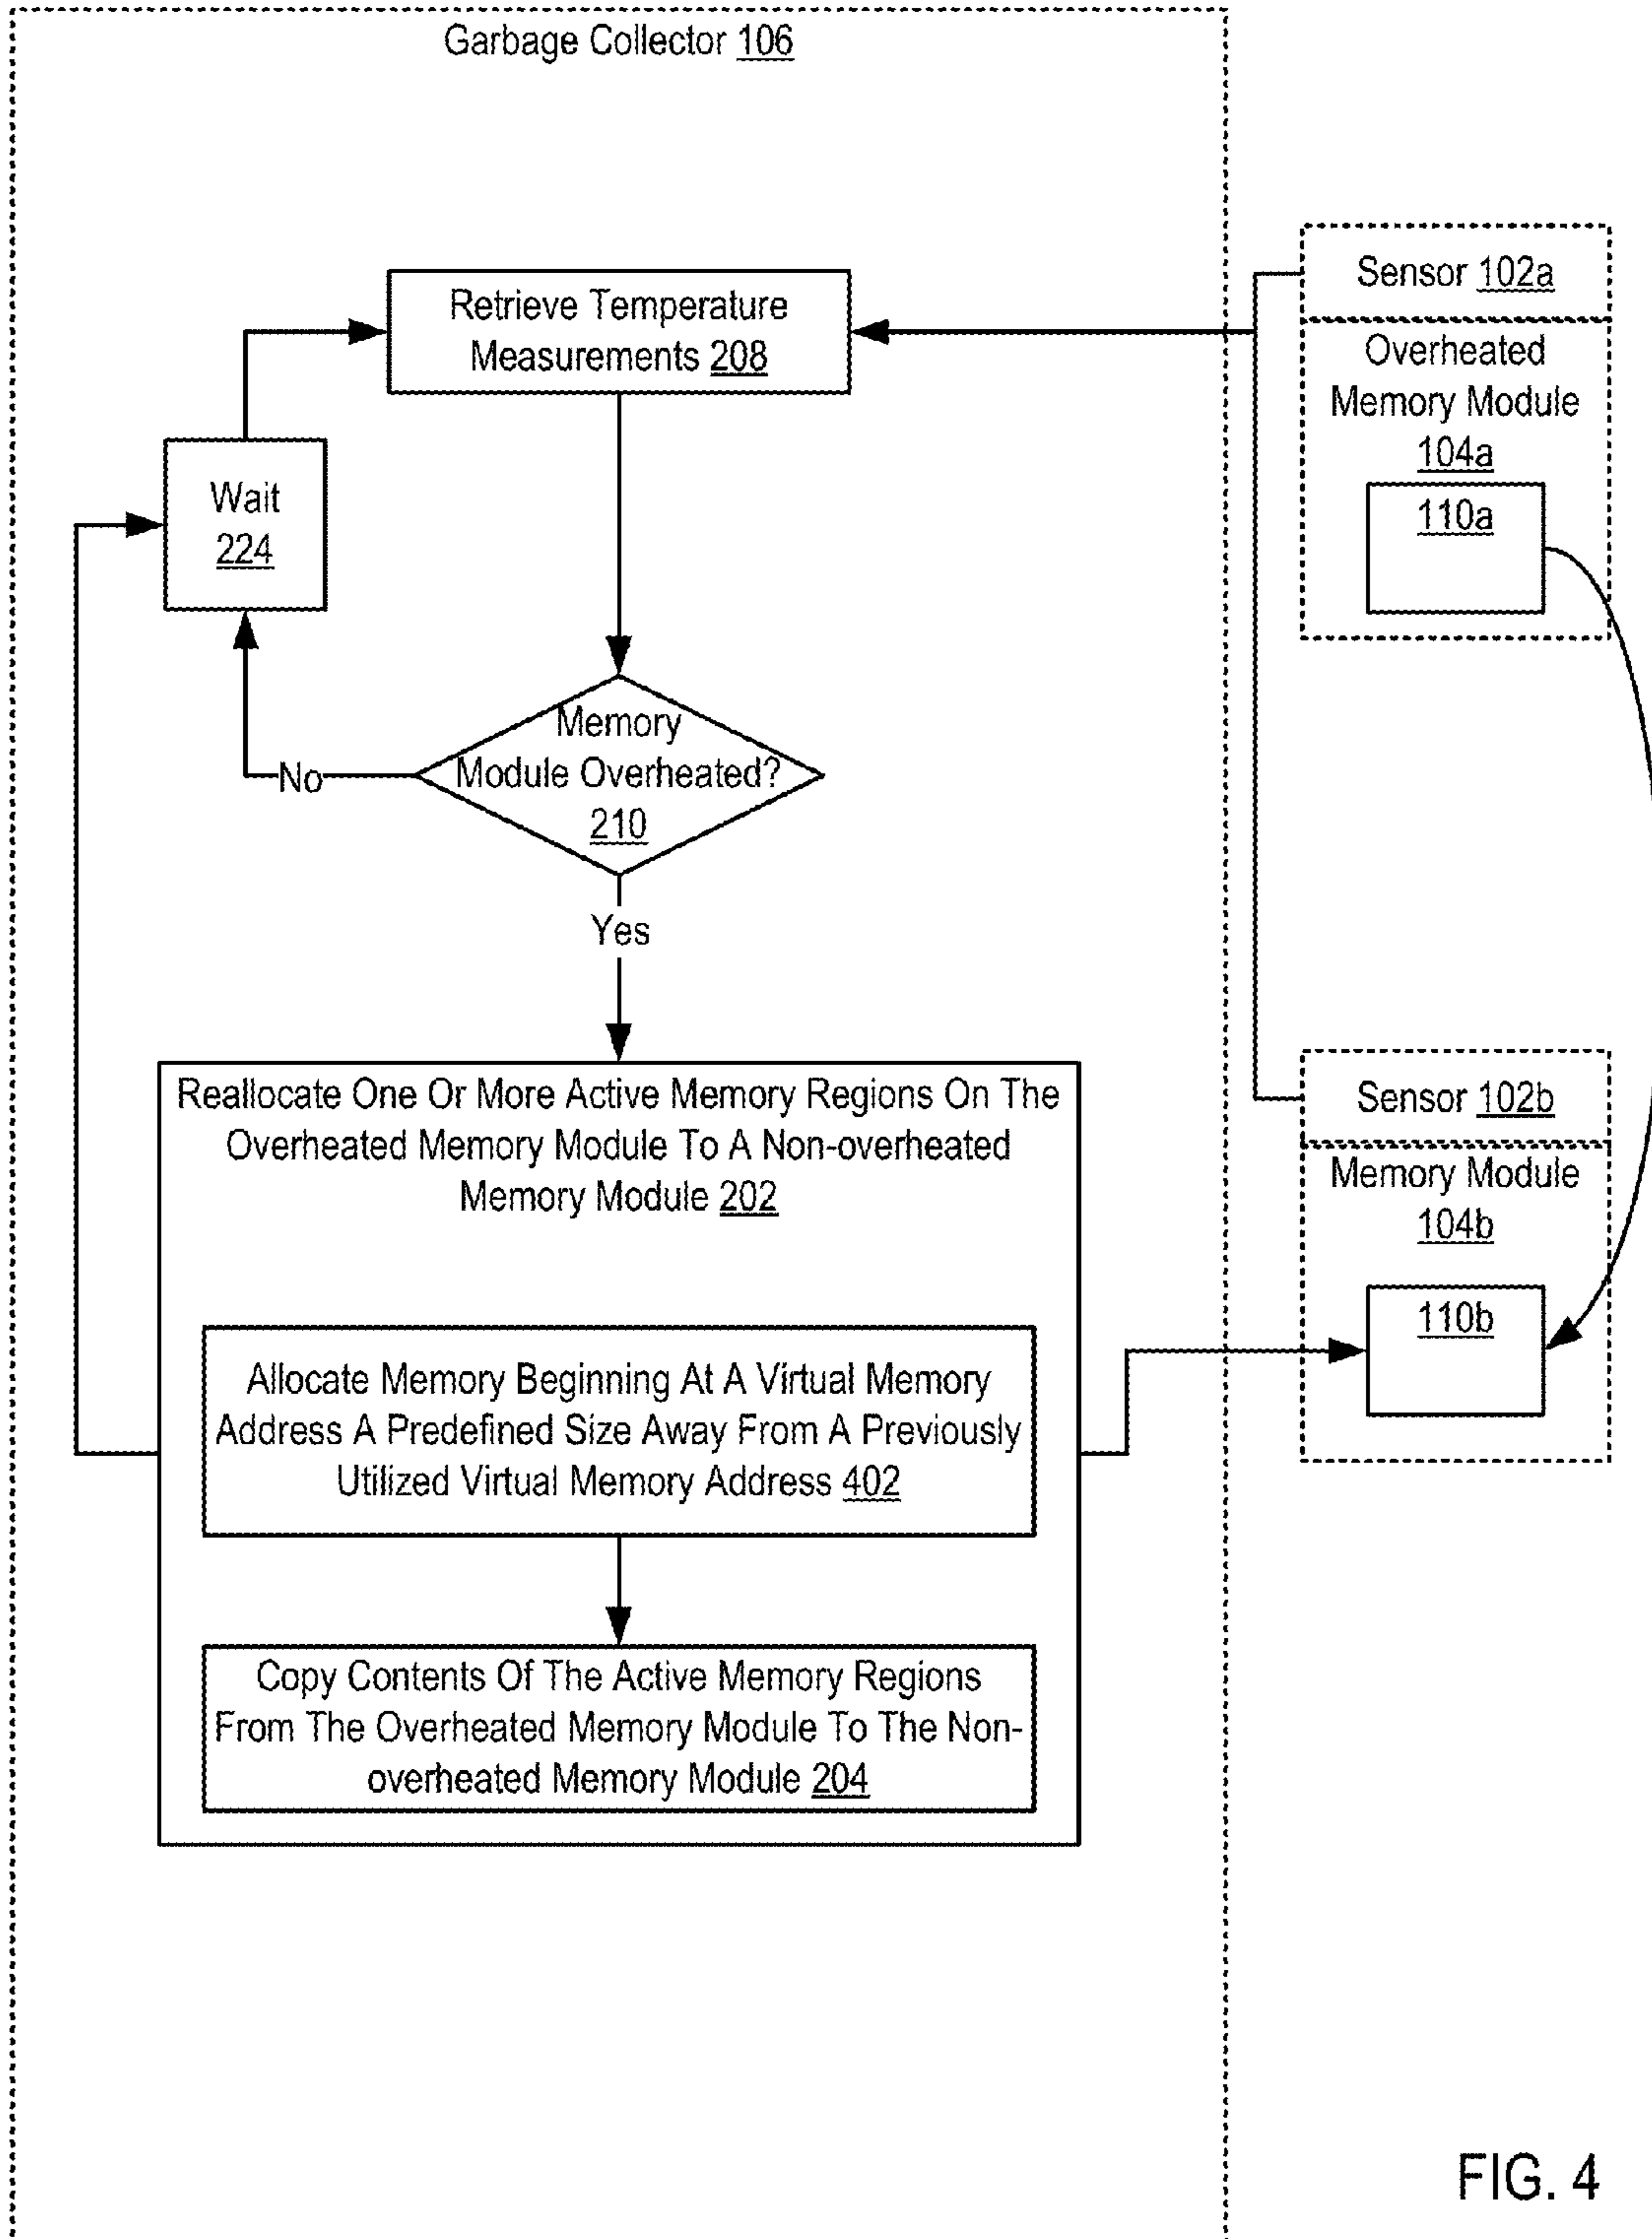 Garbage Collector 106
Retrieve Temperature
Measurements 208
Sensor 102a
Overheated
Memory Module
104a
110a
Wait
224
Memory
Module Overheated?
210
No
Yes
Reallocate One Or More Active Memory Regions On The
Overheated Memory Module To A Non-overheated
Memory Module 202
Sensor 102b
Memory Module
104b
110b
Allocate Memory Beginning At A Virtual Memory
Address A Predefined Size Away From A Previously
Utilized Virtual Memory Address 402
Copy Contents Of The Active Memory Regions
From The Overheated Memory Module To The Non-
overheated Memory Module 204
FIG. 4